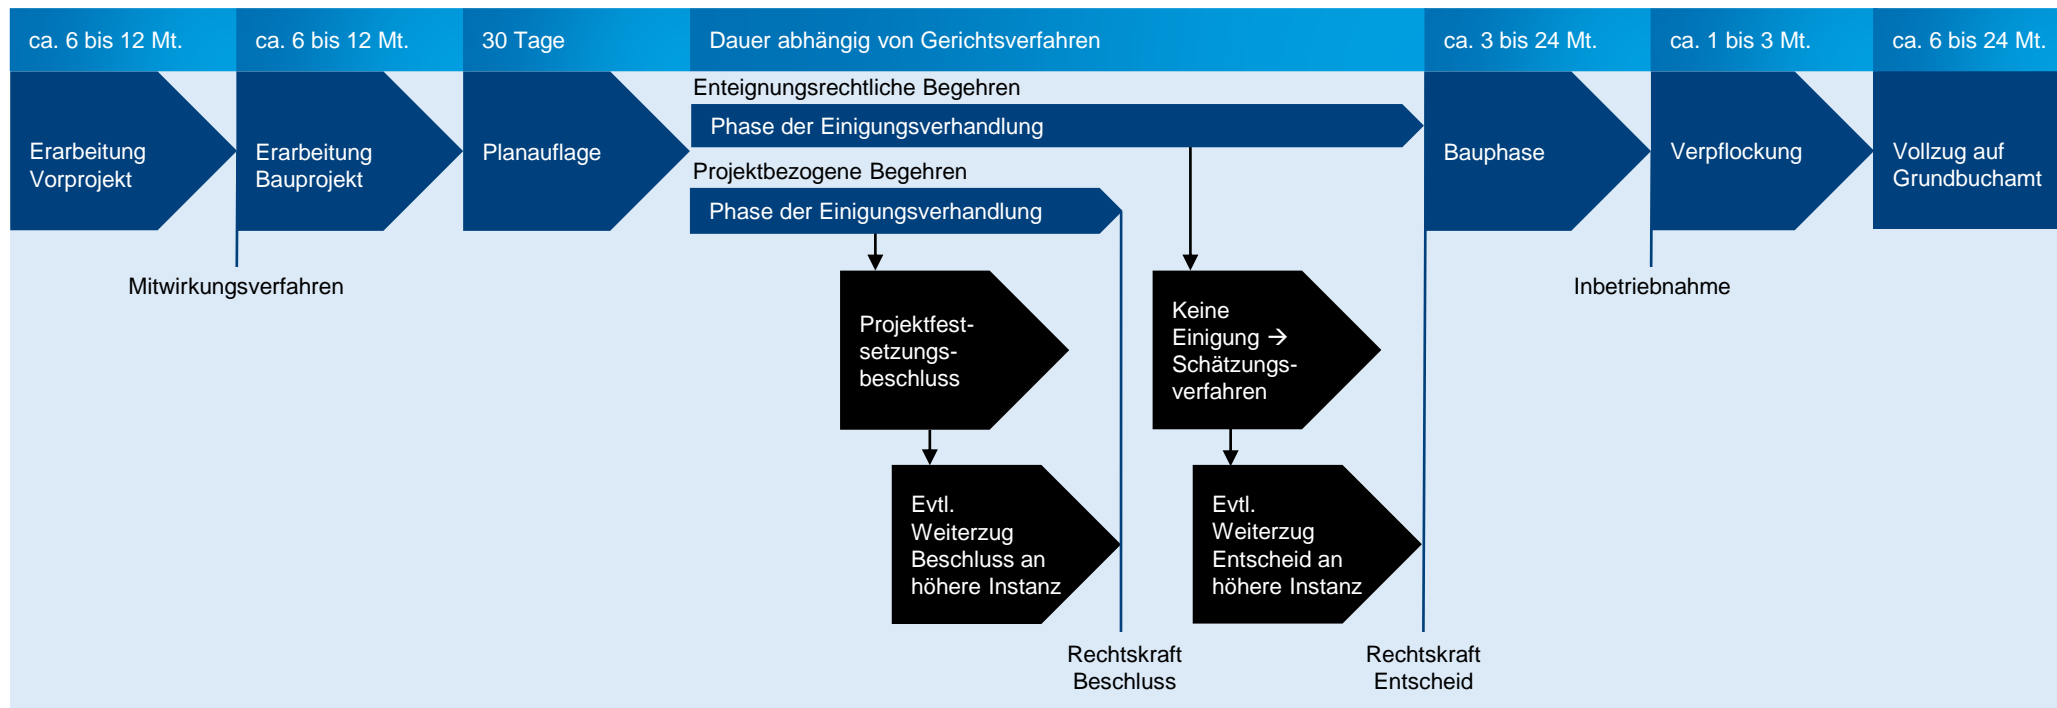 ca. 6 bis 12 Mt.
ca. 6 bis 12 Mt.
30 Tage
Dauer abhängig von Gerichtsverfahren
ca. 3 bis 24 Mt.
ca. 1 bis 3 Mt.
ca. 6 bis 24 Mt.
Erarbeitung
Vorprojekt
Erarbeitung
Bauprojekt
Planauflage
Enteignungsrechtliche Begehren
Phase der Einigungsverhandlung
Projektbezogene Begehren
Phase der Einigungsverhandlung
Bauphase
Verpflockung
Vollzug auf
Grundbuchamt
Mitwirkungsverfahren
Inbetriebnahme
Projektfest-
setzungs-
beschluss
Keine
Einigung →
Schätzungs-
verfahren
Evtl.
Weiterzug
Beschluss an
höhere Instanz
Evtl.
Weiterzug
Entscheid an
höhere Instanz
Rechtskraft
Beschluss
Rechtskraft
Entscheid